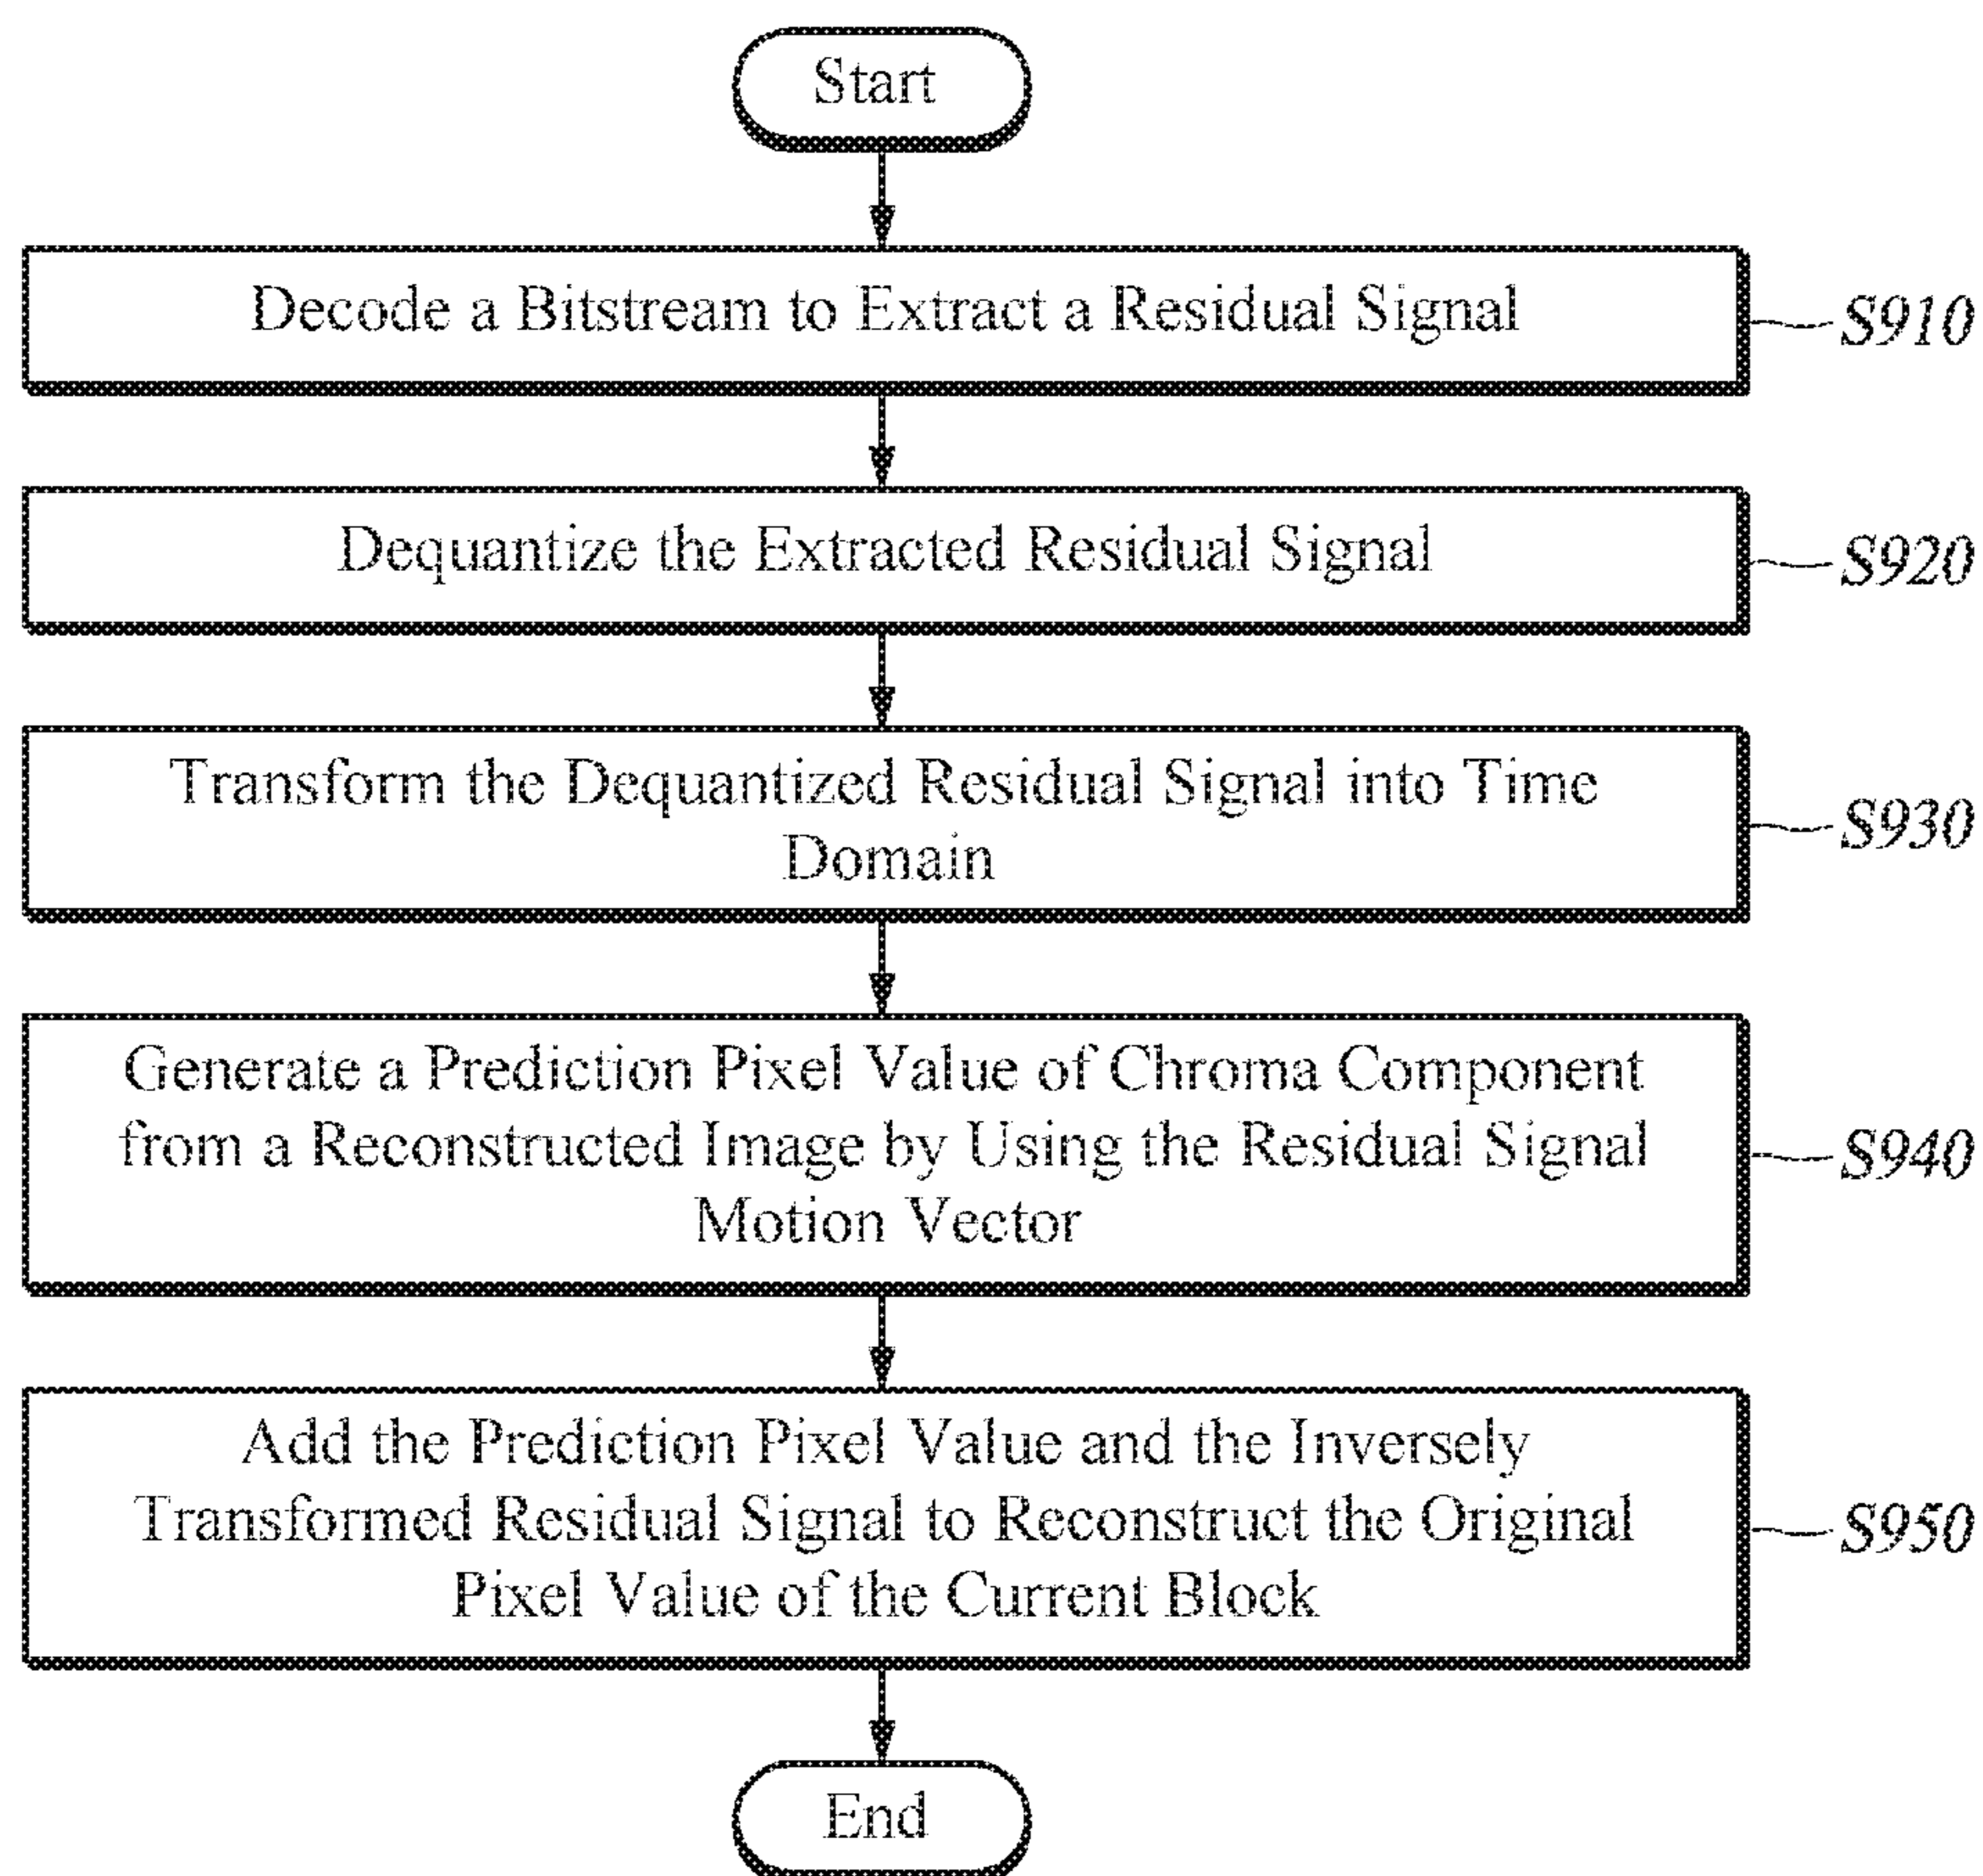 Start
Decode a Bitstream to Extract a Residual Signal
S910
Dequantize the Extracted Residual Signal
S920
Transform the Dequantized Residual Signal into Time
Domain
S930
Generate a Prediction Pixel Value of Chroma Component
from a Reconstructed Image by Using the Residual Signal
Motion Vector
S940
Add the Prediction Pixel Value and the Inversely
Transformed Residual Signal to Reconstruct the Original
Pixel Value of the Current Block
S950
End